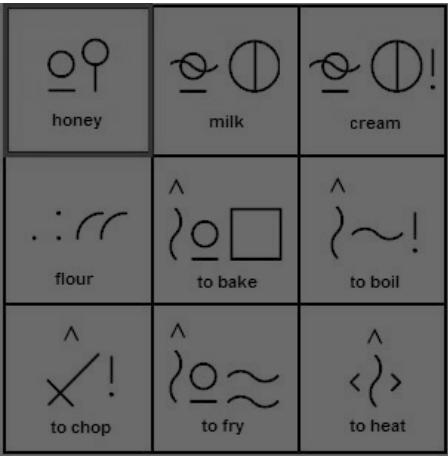 honey milk cream
flour to bake to boil
to chop to fry to heat